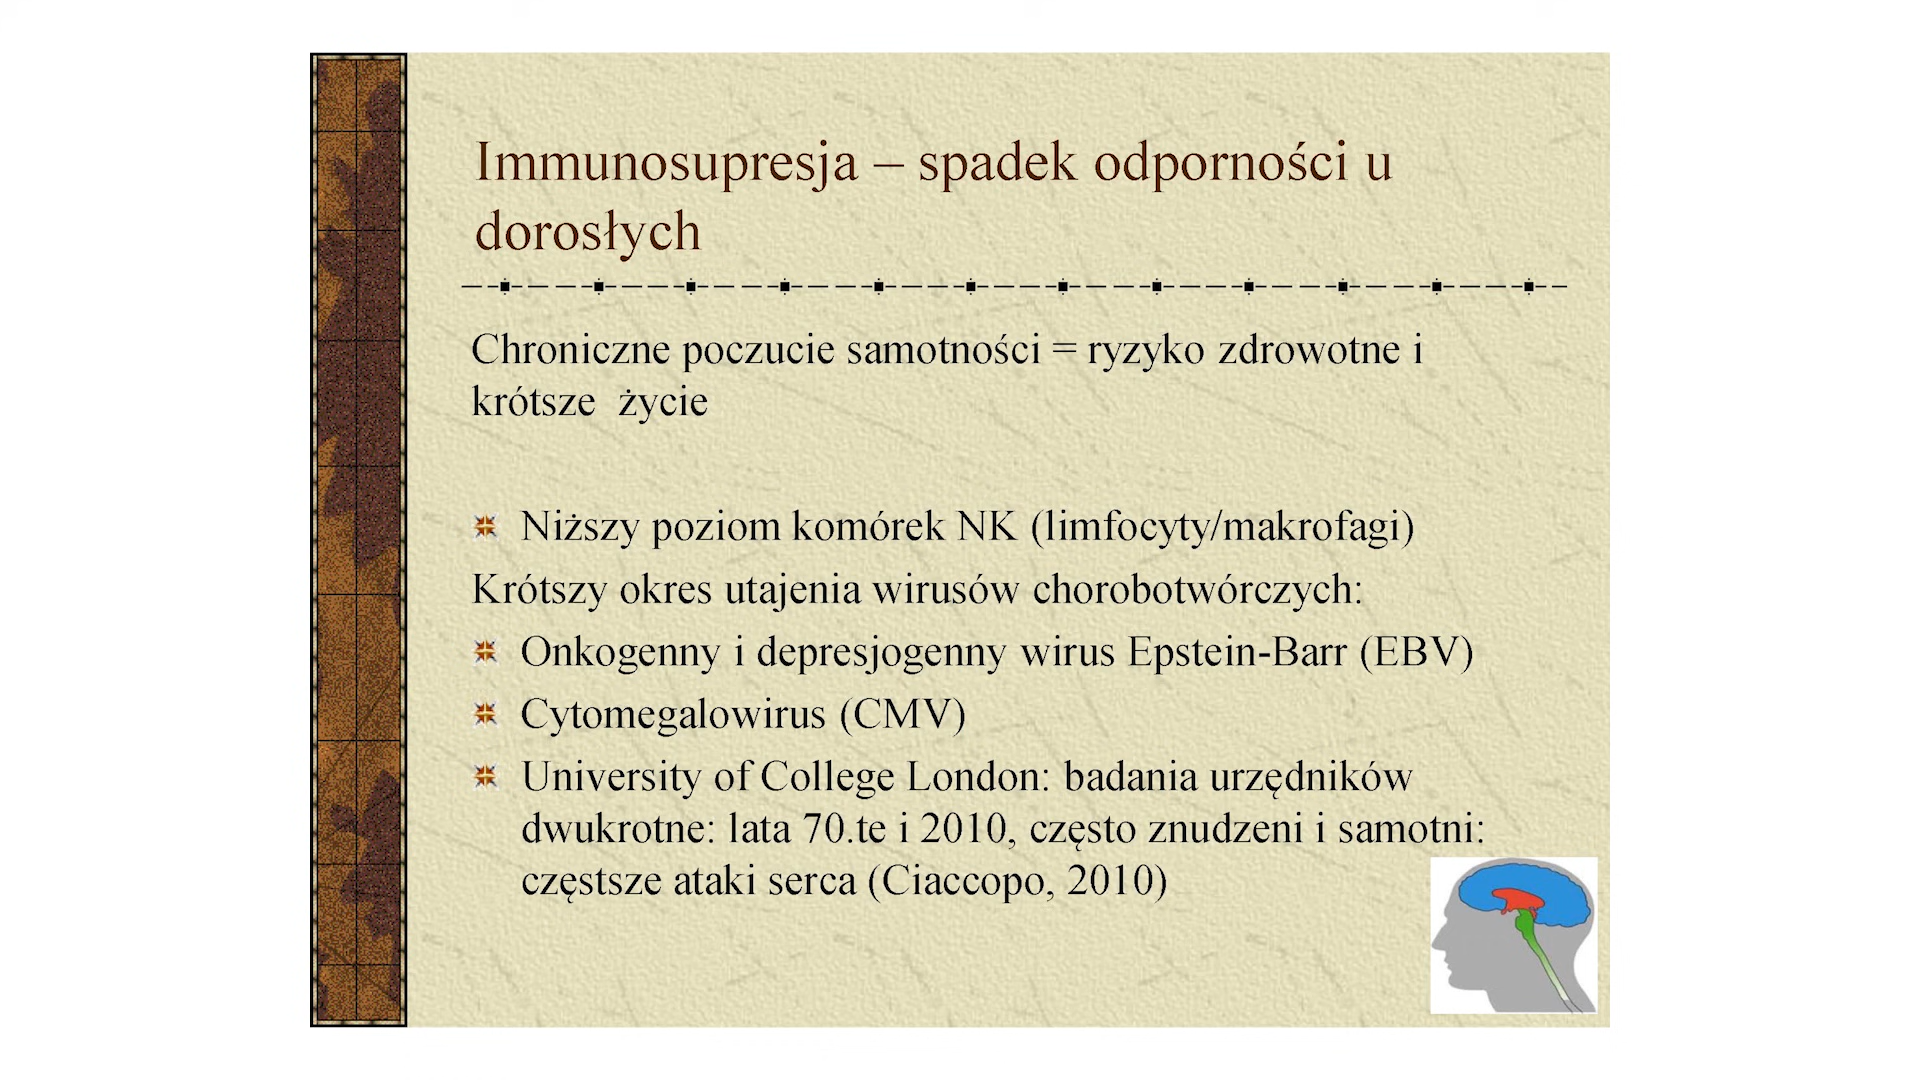 Immunosupresja – spadek odporności u
dorosłych
Chroniczne poczucie samotności = ryzyko zdrowotne i
krótsze życie
Niższy poziom komórek NK (limfocyty/makrofagi)
Krótszy okres utajenia wirusów chorobotwórczych:
Onkogenny i depresjogenny wirus Epstein-Barr (EBV)
Cytomegalowirus (CMV)
University of College London: badania urzędników
dwukrotne: lata 70.te i 2010, często znudzeni i samotni:
częstsze ataki serca (Ciaccopo, 2010)